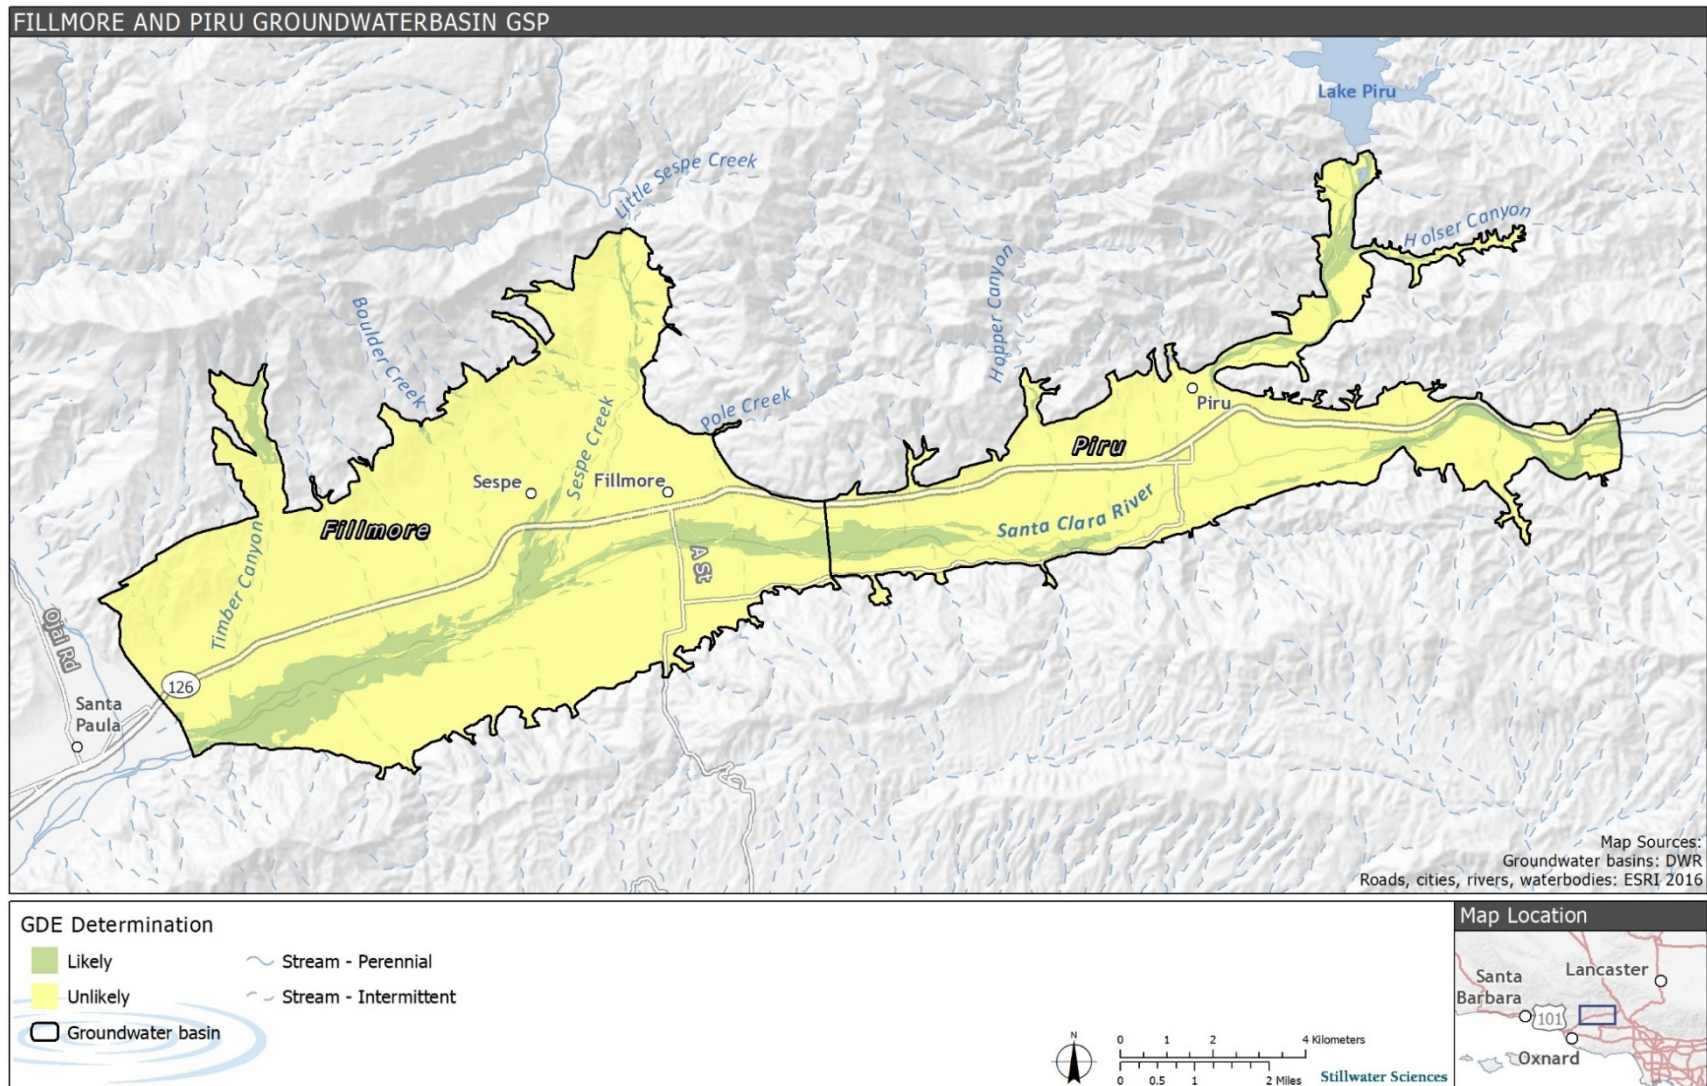 FILLMORE AND PIRU GROUNDWATERBASIN GSP
Lake Piru
Little Sespe Creek
Holser Canyon
Hopper Canyon
Boulder Creek
Pole Creek
Piru
Piru
Sespe Creek
Sespe
Fillmore
Fillmore
Santa Clara River
A St
Timber Canyon
Ojai Rd
126
Santa
Paula
Map Sources:
Groundwater basins: DWR
Roads, cities, rivers, waterbodies: ESRI 2016
GDE Determination
Likely
Stream - Perennial
Unlikely
Stream - Intermittent
Groundwater basin
N
0 1 2 4 Kilometers
0 0.5 1 2 Miles
Stillwater Sciences
Map Location
Santa
Barbara
Lancaster
101
Oxnard